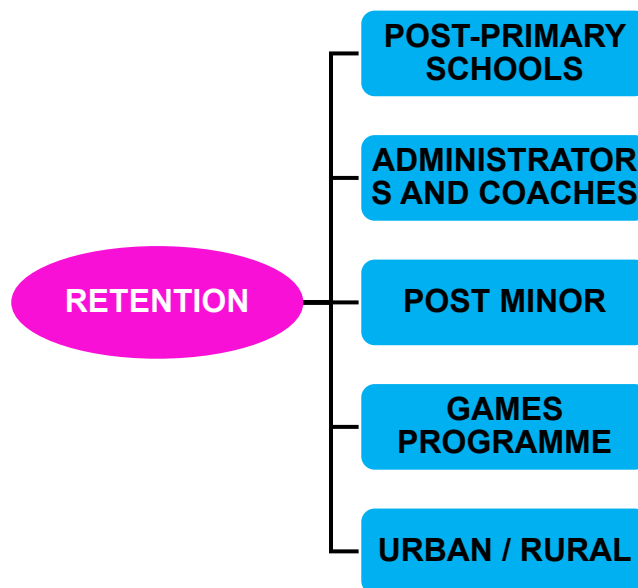 POST-PRIMARY
SCHOOLS
ADMINISTRATOR
S AND COACHES
RETENTION
POST MINOR
GAMES
PROGRAMME
URBAN / RURAL